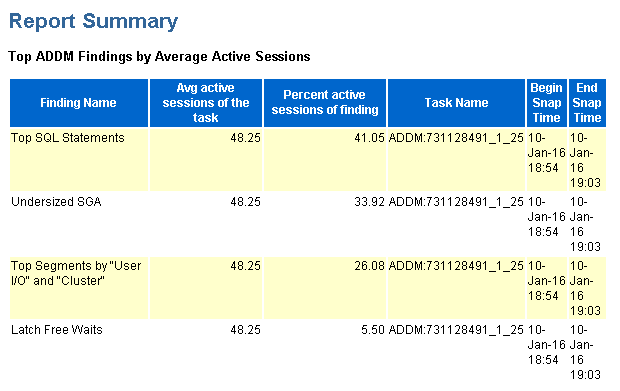 Report Summary
Top ADDM Findings by Average Active Sessions
Finding Name
Avg active
sessions of the
task
Percent active
sessions of finding
Task Name
Begin
Snap
Time
End
Snap
Time
Top SQL Statements
48.25
41.05
ADDM:731128491_1_25
10-
Jan-16
18:54
10-
Jan-
16
19:03
Undersized SGA
48.25
33.92
ADDM:731128491_1_25
10-
Jan-16
18:54
10-
Jan-
16
19:03
Top Segments by "User
I/O" and "Cluster"
48.25
26.08
ADDM:731128491_1_25
10-
Jan-16
18:54
10-
Jan-
16
19:03
Latch Free Waits
48.25
5.50
ADDM:731128491_1_25
10-
Jan-16
18:54
10-
Jan-
16
19:03